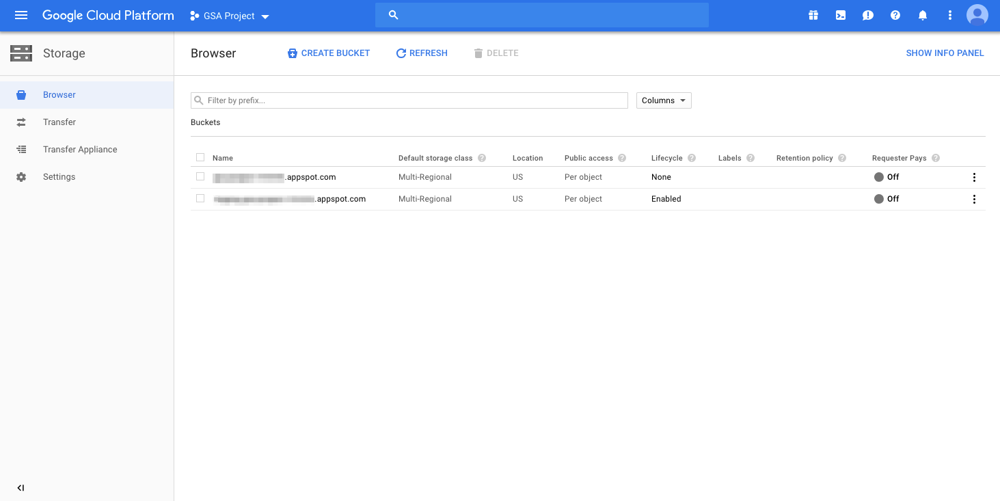 Google Cloud Platform GSA Project
Storage Browser CREATE BUCKET REFRESH DELETE SHOW INFO PANEL
Browser
Transfer
Transfer Appliance
Settings
Filter by prefix... Columns
Buckets
Name Default storage class Location Public access Lifecycle Labels Retention policy Requester Pays
.appspot.com Multi-Regional US Per object None Off
.appspot.com Multi-Regional US Per object Enabled Off